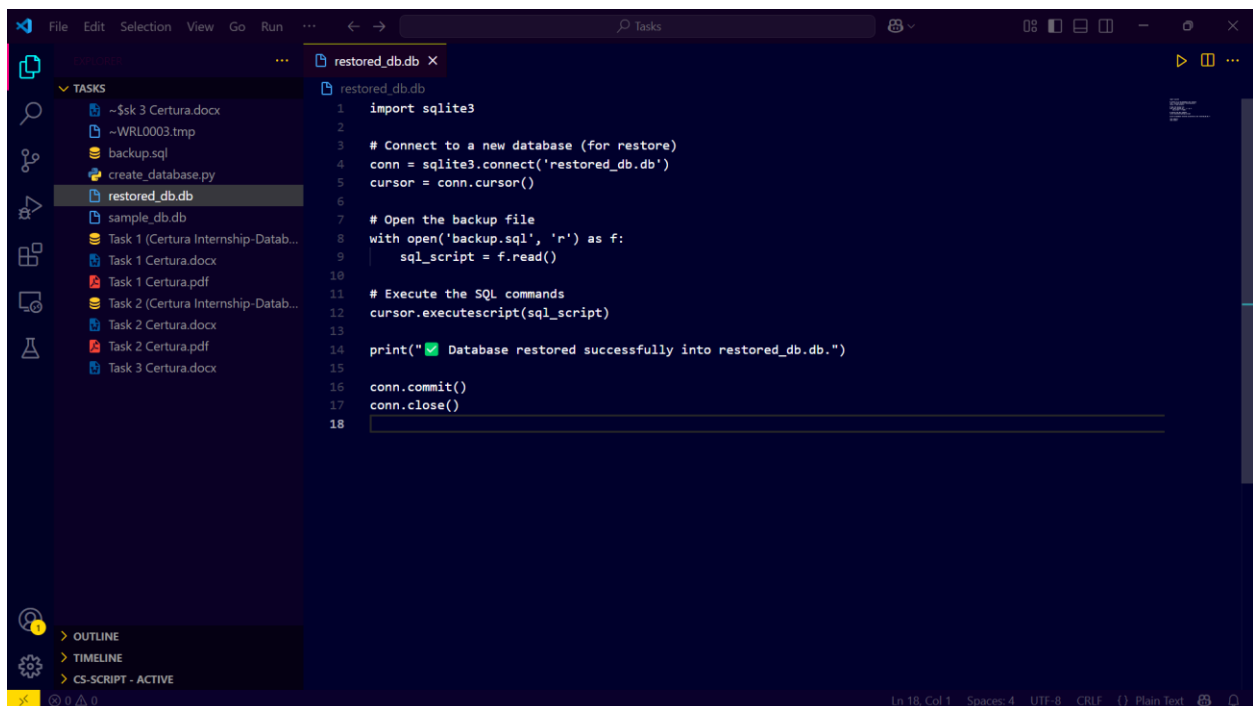 File Edit Selection View Go Run ···
Tasks
EXPLORER ···
restored_db.db
TASKS
~$sk 3 Certura.docx
~WRL0003.tmp
backup.sql
create_database.py
restored_db.db
sample_db.db
Task 1 (Certura Internship-Datab...
Task 1 Certura.docx
Task 1 Certura.pdf
Task 2 (Certura Internship-Datab...
Task 2 Certura.docx
Task 2 Certura.pdf
Task 3 Certura.docx
OUTLINE
TIMELINE
CS-SCRIPT - ACTIVE
restored_db.db
1 import sqlite3
2
3 # Connect to a new database (for restore)
4 conn = sqlite3.connect('restored_db.db')
5 cursor = conn.cursor()
6
7 # Open the backup file
8 with open('backup.sql', 'r') as f:
9     sql_script = f.read()
10
11 # Execute the SQL commands
12 cursor.executescript(sql_script)
13
14 print("✅ Database restored successfully into restored_db.db.")
15
16 conn.commit()
17 conn.close()
18
1
0 0
Ln 18, Col 1 Spaces: 4 UTF-8 CRLF {} Plain Text